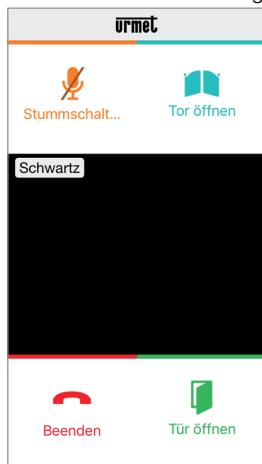 urmet
Stummschalt...
Tor öffnen
Schwartz
Beenden
Tür öffnen